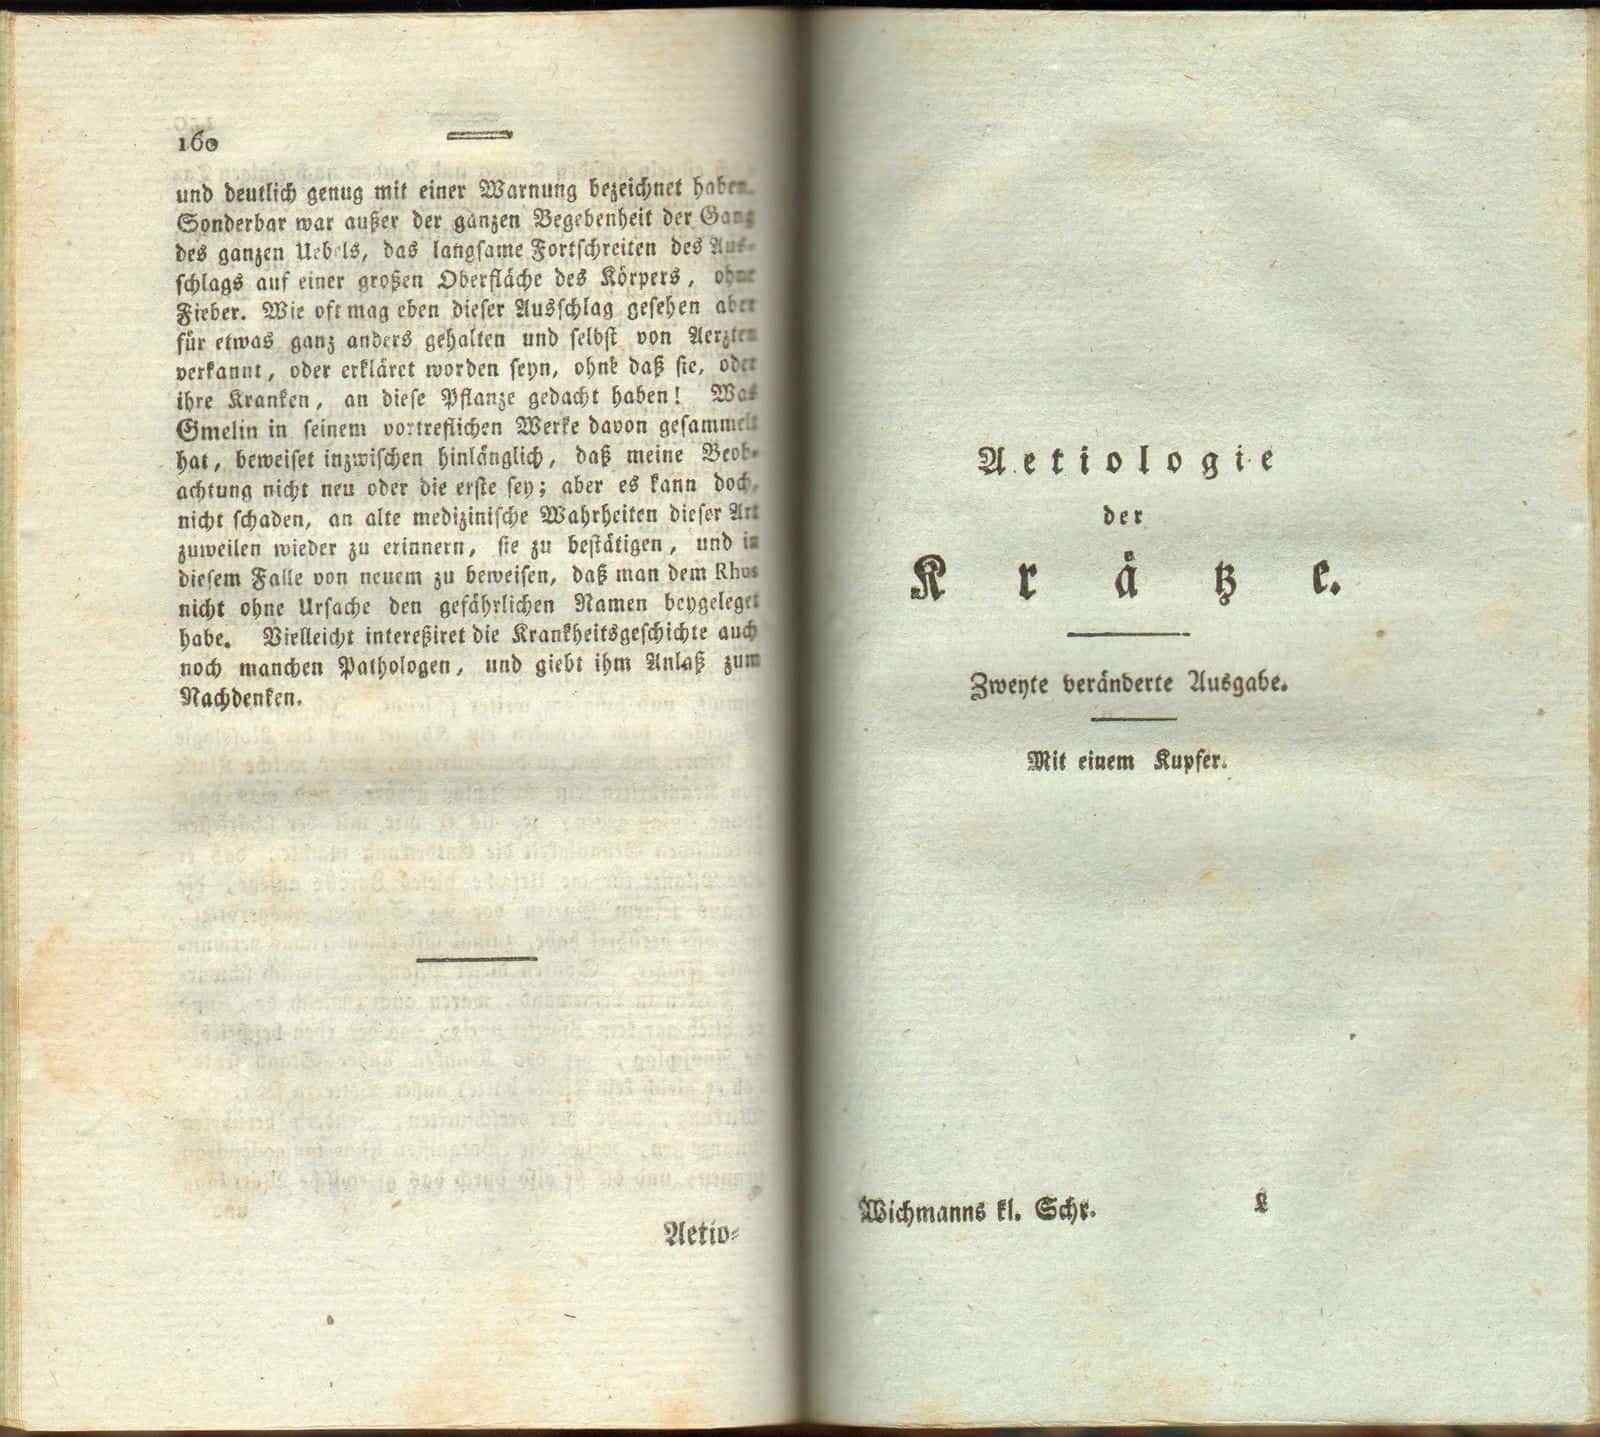 160
und deutlich genug mit einer Warnung bezeichnet haben.
Sonderbar war außer der ganzen Begebenheit der Gang
des ganzen Uebels, das langsame Fortschreiten des Aus-
schlags auf einer großen Oberfläche des Körpers, ohne
Fieber. Wie oft mag eben dieser Ausschlag gesehen aber
für etwas ganz anders gehalten und selbst von Aerzten
verkannt, oder erkläret worden seyn, ohne daß sie, oder
ihre Kranken, an diese Pflanze gedacht haben! Was
Gmelin in seinem vortreflichen Werke davon gesammelt
hat, beweiset inzwischen hinlänglich, daß meine Beob-
achtung nicht neu oder die erste sey; aber es kann doch
nicht schaden, an alte medizinische Wahrheiten dieser Art
zuweilen wieder zu erinnern, sie zu bestätigen, und in
diesem Falle von neuem zu beweisen, daß man dem Rhus
nicht ohne Ursache den gefährlichen Namen beygeleget
habe. Vielleicht intereßiret die Krankheitsgeschichte auch
noch manchen Pathologen, und giebt ihm Anlaß zum
Nachdenken.
Aetio-
Aetiologie
der
Krätze.
Zweyte veränderte Ausgabe.
Mit einem Kupfer.
Wichmanns kl. Schr. L